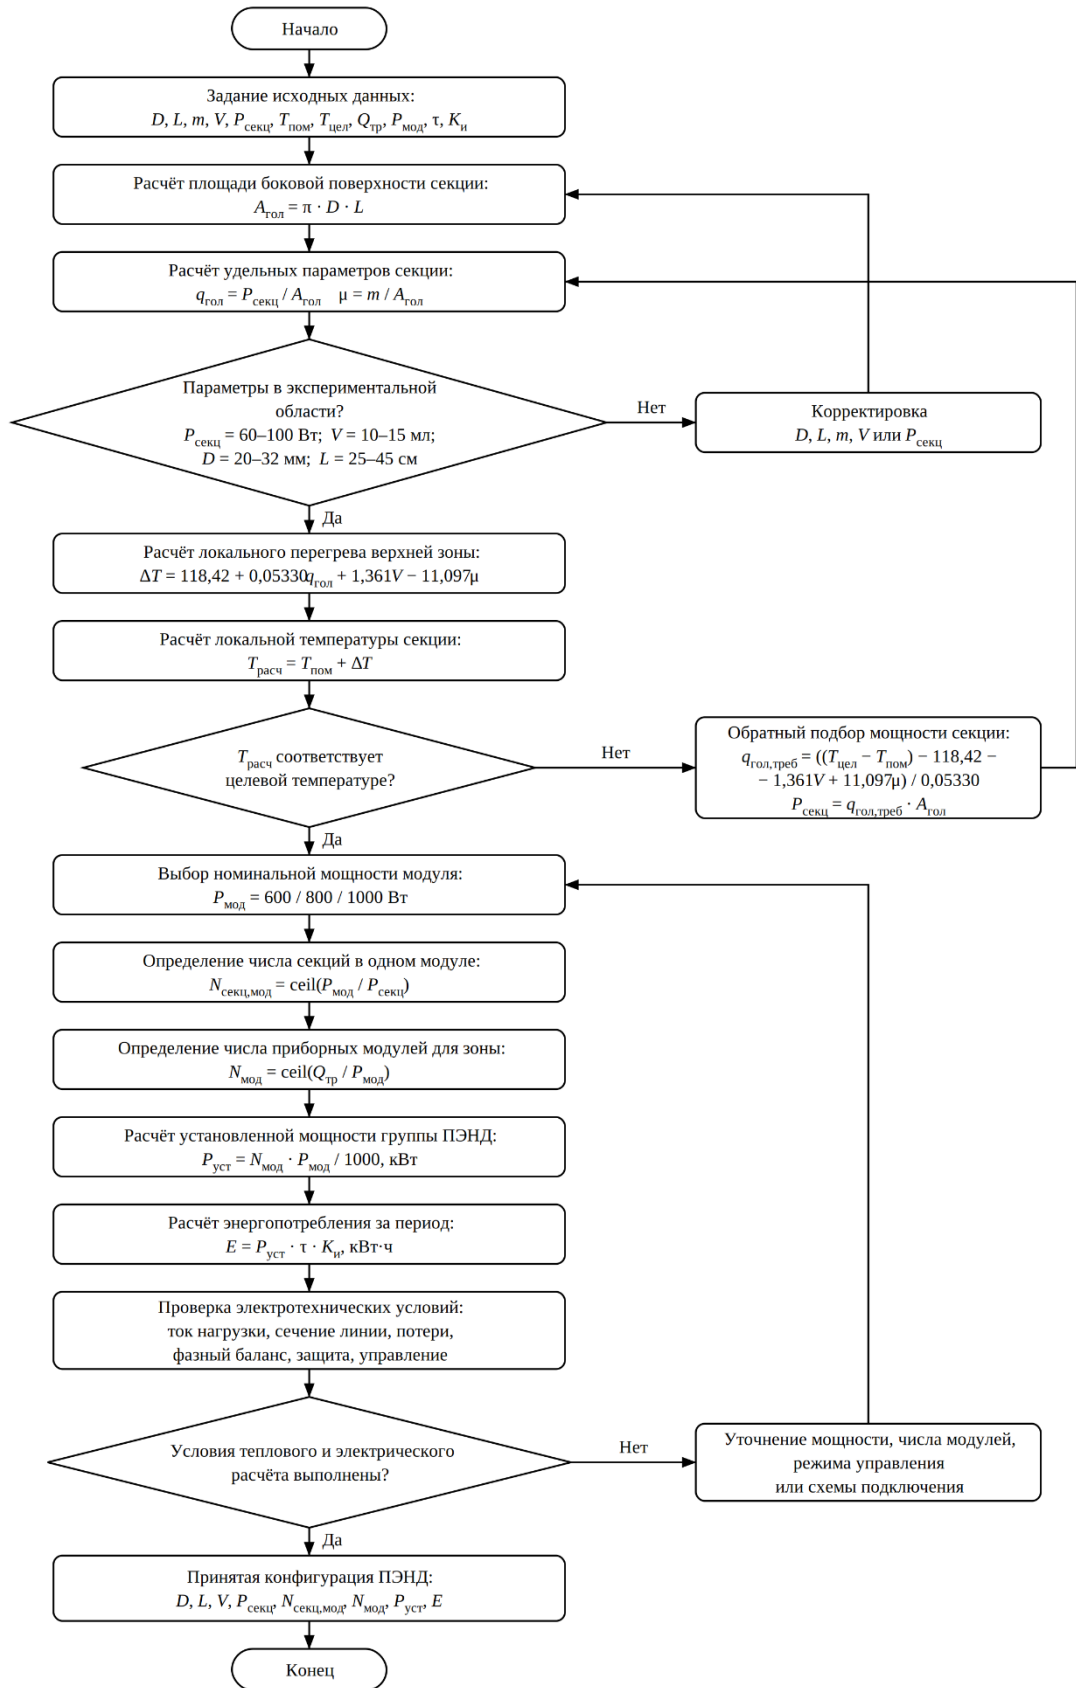 Начало
Задание исходных данных:
D, L, m, V, Pсекц, Tпом, Tцел, Qтр, Pмод, τ, Kи
Расчёт площади боковой поверхности секции:
Aгол = π · D · L
Расчёт удельных параметров секции:
qгол = Pсекц / Aгол μ = m / Aгол
Параметры в экспериментальной
области?
Pсекц = 60–100 Вт; V = 10–15 мл;
D = 20–32 мм; L = 25–45 см
Нет
Корректировка
D, L, m, V или Pсекц
Да
Расчёт локального перегрева верхней зоны:
ΔT = 118,42 + 0,05330qгол + 1,361V − 11,097μ
Расчёт локальной температуры секции:
Tрасч = Tпом + ΔT
Tрасч соответствует
целевой температуре?
Нет
Обратный подбор мощности секции:
qгол,треб = ((Tцел − Tпом) − 118,42 −
− 1,361V + 11,097μ) / 0,05330
Pсекц = qгол,треб · Aгол
Да
Выбор номинальной мощности модуля:
Pмод = 600 / 800 / 1000 Вт
Определение числа секций в одном модуле:
Nсекц,мод = ceil(Pмод / Pсекц)
Определение числа приборных модулей для зоны:
Nмод = ceil(Qтр / Pмод)
Расчёт установленной мощности группы ПЭНД:
Pуст = Nмод · Pмод / 1000, кВт
Расчёт энергопотребления за период:
E = Pуст · τ · Kи, кВт·ч
Проверка электротехнических условий:
ток нагрузки, сечение линии, потери,
фазный баланс, защита, управление
Условия теплового и электрического
расчёта выполнены?
Нет
Уточнение мощности, числа модулей,
режима управления
или схемы подключения
Да
Принятая конфигурация ПЭНД:
D, L, V, Pсекц, Nсекц,мод, Nмод, Pуст, E
Конец